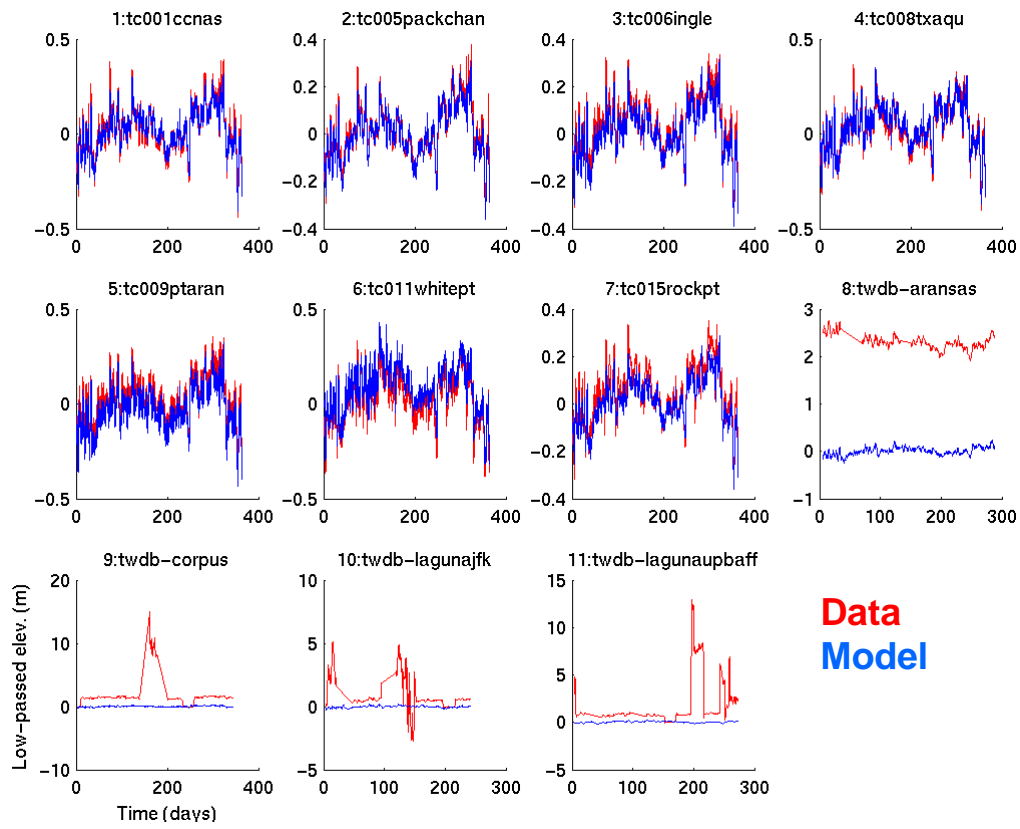 1:tc001ccnas
0.5
0
−0.5
0 200 400
2:tc005packchan
0.4
0.2
0
−0.2
−0.4
0 200 400
3:tc006ingle
0.4
0.2
0
−0.2
−0.4
0 200 400
4:tc008txaqu
0.5
0
−0.5
0 200 400
5:tc009ptaran
0.5
0
−0.5
0 200 400
6:tc011whitept
0.5
0
−0.5
0 200 400
7:tc015rockpt
0.4
0.2
0
−0.2
−0.4
0 200 400
8:twdb−aransas
3
2
1
0
−1
0 100 200 300
9:twdb−corpus
Low−passed elev. (m)
20
10
0
−10
0 200 400
Time (days)
10:twdb−lagunajfk
10
5
0
−5
0 100 200 300
11:twdb−lagunaupbaff
15
10
5
0
−5
0 100 200 300
Data
Model